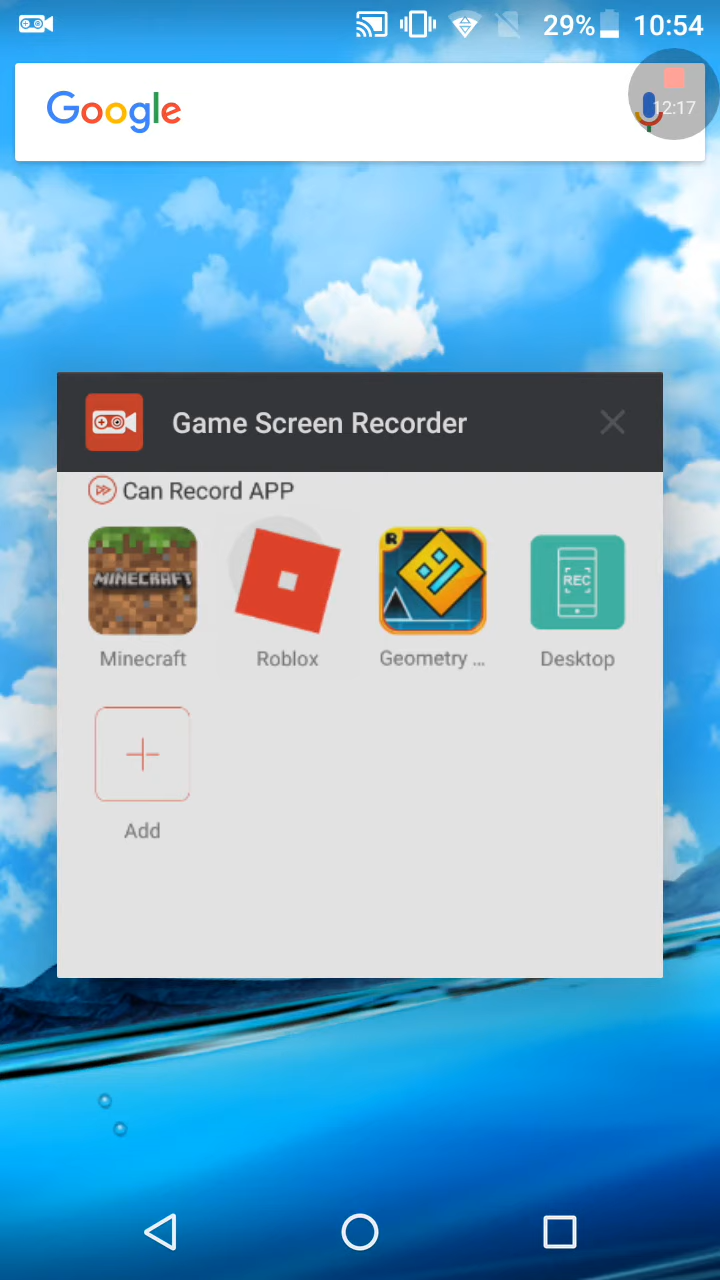 29% 10:54
Google
12:17
Game Screen Recorder
Can Record APP
MINECRAFT
R
REC
Minecraft Roblox Geometry ... Desktop
Add